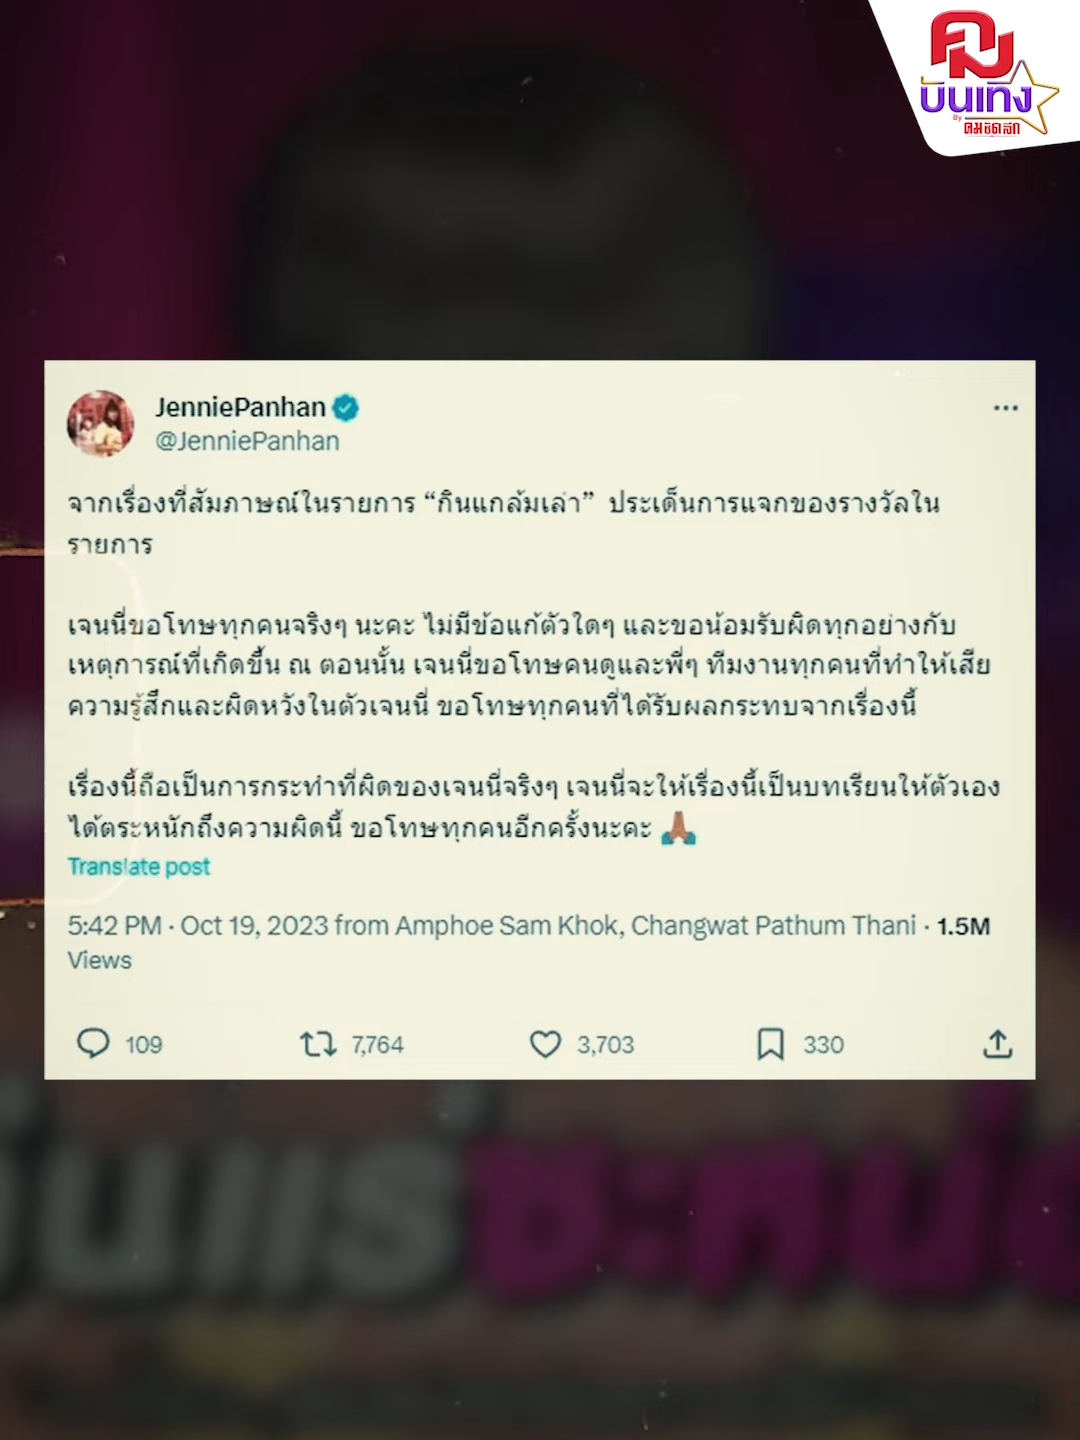 คม
บันเทิง
By คมชัดลึก
JenniePanhan
@JenniePanhan
จากเรื่องที่สัมภาษณ์ในรายการ “กินแกล้มเล่า” ประเด็นการแจกของรางวัลใน
รายการ
เจนนี่ขอโทษทุกคนจริงๆ นะคะ ไม่มีข้อแก้ตัวใดๆ และขอน้อมรับผิดทุกอย่างกับ
เหตุการณ์ที่เกิดขึ้น ณ ตอนนั้น เจนนี่ขอโทษคนดูและพี่ๆ ทีมงานทุกคนที่ทำให้เสีย
ความรู้สึกและผิดหวังในตัวเจนนี่ ขอโทษทุกคนที่ได้รับผลกระทบจากเรื่องนี้
เรื่องนี้ถือเป็นการกระทำที่ผิดของเจนนี่จริงๆ เจนนี่จะให้เรื่องนี้เป็นบทเรียนให้ตัวเอง
ได้ตระหนักถึงความผิดนี้ ขอโทษทุกคนอีกครั้งนะคะ 🙏🏾
Translate post
5:42 PM · Oct 19, 2023 from Amphoe Sam Khok, Changwat Pathum Thani · 1.5M
Views
109 7,764 3,703 330